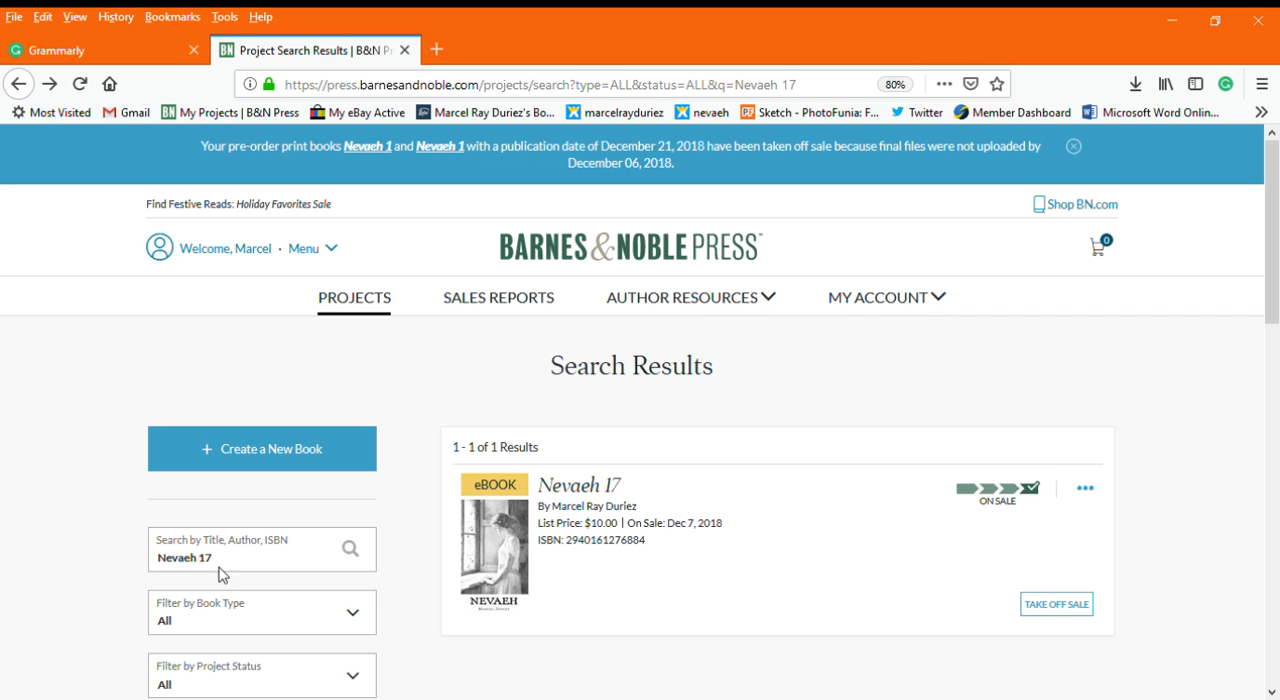 File Edit View History Bookmarks Tools Help
Grammarly
Project Search Results | B&N Pr
https://press.barnesandnoble.com/projects/search?type=ALL&status=ALL&q=Nevaeh 17
80%
Most Visited Gmail My Projects | B&N Press My eBay Active Marcel Ray Duriez's Bo... marcelrayduriez nevaeh Sketch - PhotoFunia: F... Twitter Member Dashboard Microsoft Word Onlin...
Your pre-order print books Nevaeh 1 and Nevaeh 1 with a publication date of December 21, 2018 have been taken off sale because final files were not uploaded by
December 06, 2018.
Find Festive Reads: Holiday Favorites Sale
Shop BN.com
Welcome, Marcel · Menu
BARNES&NOBLE PRESS™
0
PROJECTS SALES REPORTS AUTHOR RESOURCES MY ACCOUNT
Search Results
+ Create a New Book
Search by Title, Author, ISBN
Nevaeh 17
Filter by Book Type
All
Filter by Project Status
All
1 - 1 of 1 Results
eBOOK
Nevaeh 17
By Marcel Ray Duriez
List Price: $10.00 | On Sale: Dec 7, 2018
ISBN: 2940161276884
ON SALE
NEVAEH
Marcel Duriez
TAKE OFF SALE